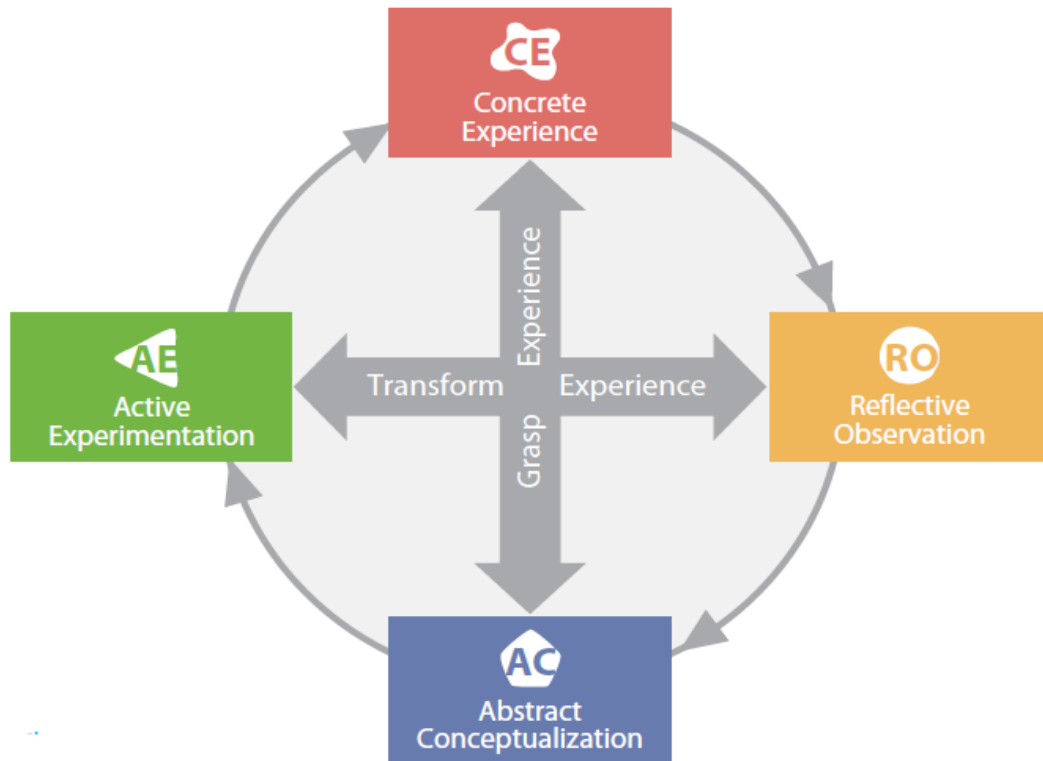 CE
Concrete
Experience
Grasp Experience
AE
Active
Experimentation
Transform Experience
RO
Reflective
Observation
AC
Abstract
Conceptualization